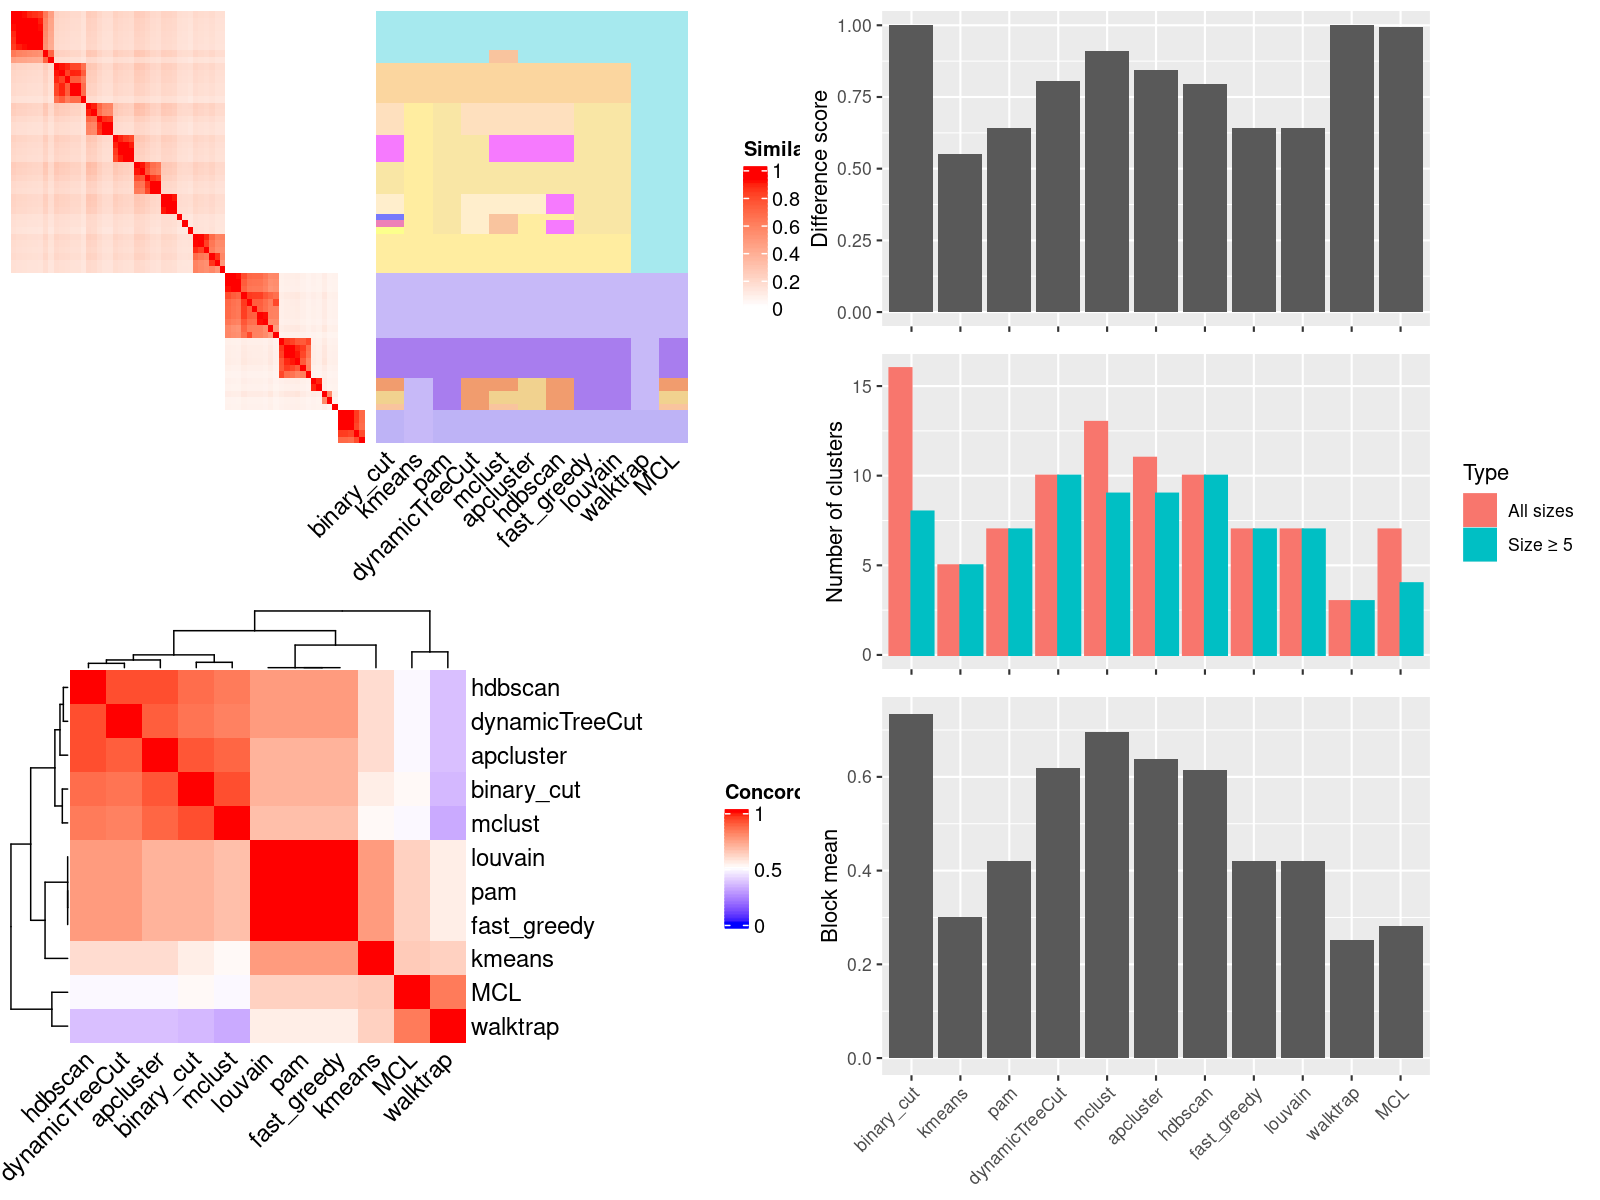 Simila
1
0.8
0.6
0.4
0.2
0
binary_cut
kmeans
pam
dynamicTreeCut
mclust
apcluster
hdbscan
fast_greedy
louvain
walktrap
MCL
hdbscan
dynamicTreeCut
apcluster
binary_cut
mclust
louvain
pam
fast_greedy
kmeans
MCL
walktrap
hdbscan
dynamicTreeCut
apcluster
binary_cut
mclust
louvain
pam
fast_greedy
kmeans
MCL
walktrap
Concord
1
0.5
0
Difference score
1.00
0.75
0.50
0.25
0.00
Number of clusters
15
10
5
0
Type
All sizes
Size ≥ 5
Block mean
0.6
0.4
0.2
0.0
binary_cut
kmeans
pam
dynamicTreeCut
mclust
apcluster
hdbscan
fast_greedy
louvain
walktrap
MCL